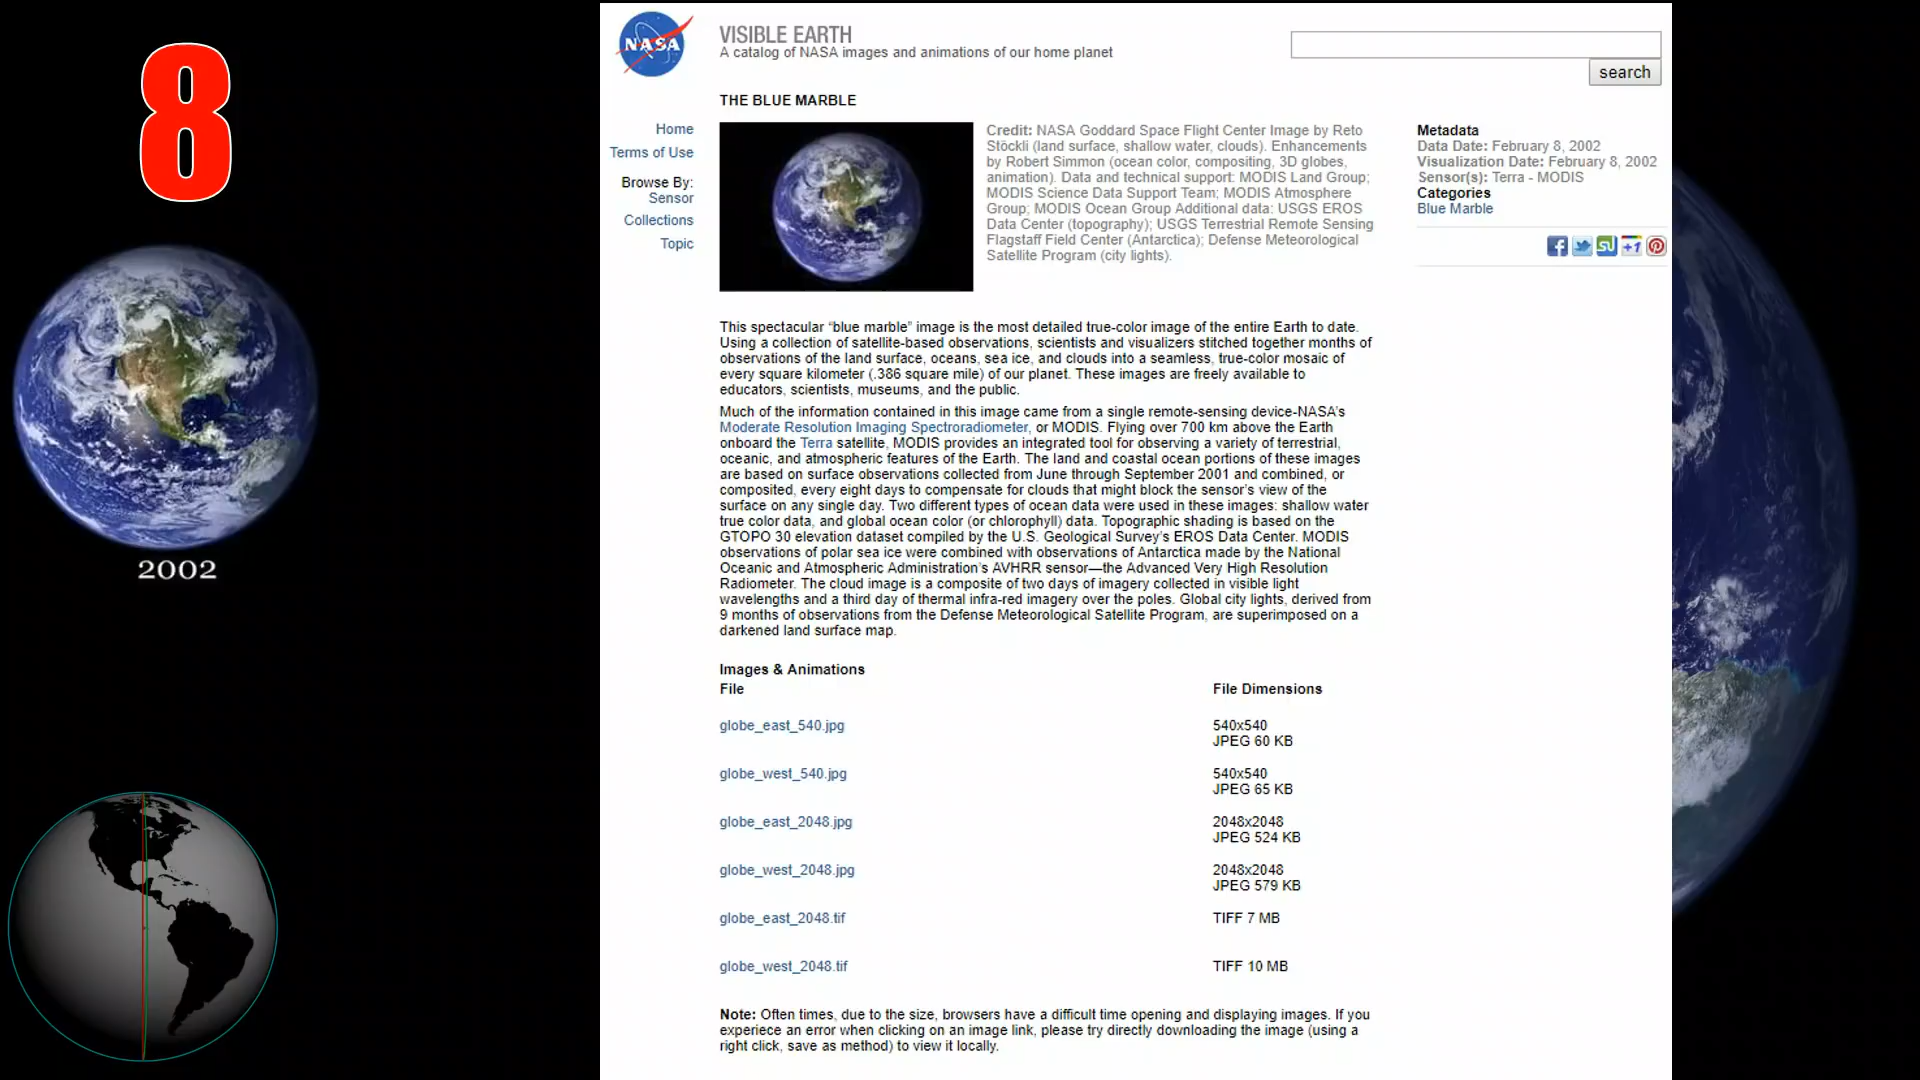 8
2002
NASA
VISIBLE EARTH
A catalog of NASA images and animations of our home planet
search
THE BLUE MARBLE
Home
Terms of Use
Browse By:
Sensor
Collections
Topic
Credit: NASA Goddard Space Flight Center Image by Reto
Stöckli (land surface, shallow water, clouds). Enhancements
by Robert Simmon (ocean color, compositing, 3D globes,
animation). Data and technical support: MODIS Land Group;
MODIS Science Data Support Team; MODIS Atmosphere
Group; MODIS Ocean Group Additional data: USGS EROS
Data Center (topography); USGS Terrestrial Remote Sensing
Flagstaff Field Center (Antarctica); Defense Meteorological
Satellite Program (city lights).
Metadata
Data Date: February 8, 2002
Visualization Date: February 8, 2002
Sensor(s): Terra - MODIS
Categories
Blue Marble
+1
This spectacular “blue marble” image is the most detailed true-color image of the entire Earth to date.
Using a collection of satellite-based observations, scientists and visualizers stitched together months of
observations of the land surface, oceans, sea ice, and clouds into a seamless, true-color mosaic of
every square kilometer (.386 square mile) of our planet. These images are freely available to
educators, scientists, museums, and the public.
Much of the information contained in this image came from a single remote-sensing device-NASA’s
Moderate Resolution Imaging Spectroradiometer, or MODIS. Flying over 700 km above the Earth
onboard the Terra satellite, MODIS provides an integrated tool for observing a variety of terrestrial,
oceanic, and atmospheric features of the Earth. The land and coastal ocean portions of these images
are based on surface observations collected from June through September 2001 and combined, or
composited, every eight days to compensate for clouds that might block the sensor’s view of the
surface on any single day. Two different types of ocean data were used in these images: shallow water
true color data, and global ocean color (or chlorophyll) data. Topographic shading is based on the
GTOPO 30 elevation dataset compiled by the U.S. Geological Survey’s EROS Data Center. MODIS
observations of polar sea ice were combined with observations of Antarctica made by the National
Oceanic and Atmospheric Administration’s AVHRR sensor—the Advanced Very High Resolution
Radiometer. The cloud image is a composite of two days of imagery collected in visible light
wavelengths and a third day of thermal infra-red imagery over the poles. Global city lights, derived from
9 months of observations from the Defense Meteorological Satellite Program, are superimposed on a
darkened land surface map.
Images & Animations
File File Dimensions
globe_east_540.jpg 540x540
JPEG 60 KB
globe_west_540.jpg 540x540
JPEG 65 KB
globe_east_2048.jpg 2048x2048
JPEG 524 KB
globe_west_2048.jpg 2048x2048
JPEG 579 KB
globe_east_2048.tif TIFF 7 MB
globe_west_2048.tif TIFF 10 MB
Note: Often times, due to the size, browsers have a difficult time opening and displaying images. If you
experiece an error when clicking on an image link, please try directly downloading the image (using a
right click, save as method) to view it locally.